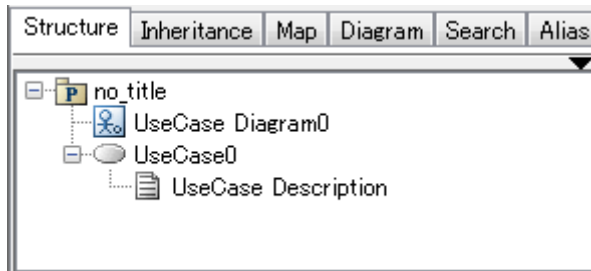 Structure Inheritance Map Diagram Search Alias
P no_title
UseCase Diagram0
UseCase0
UseCase Description